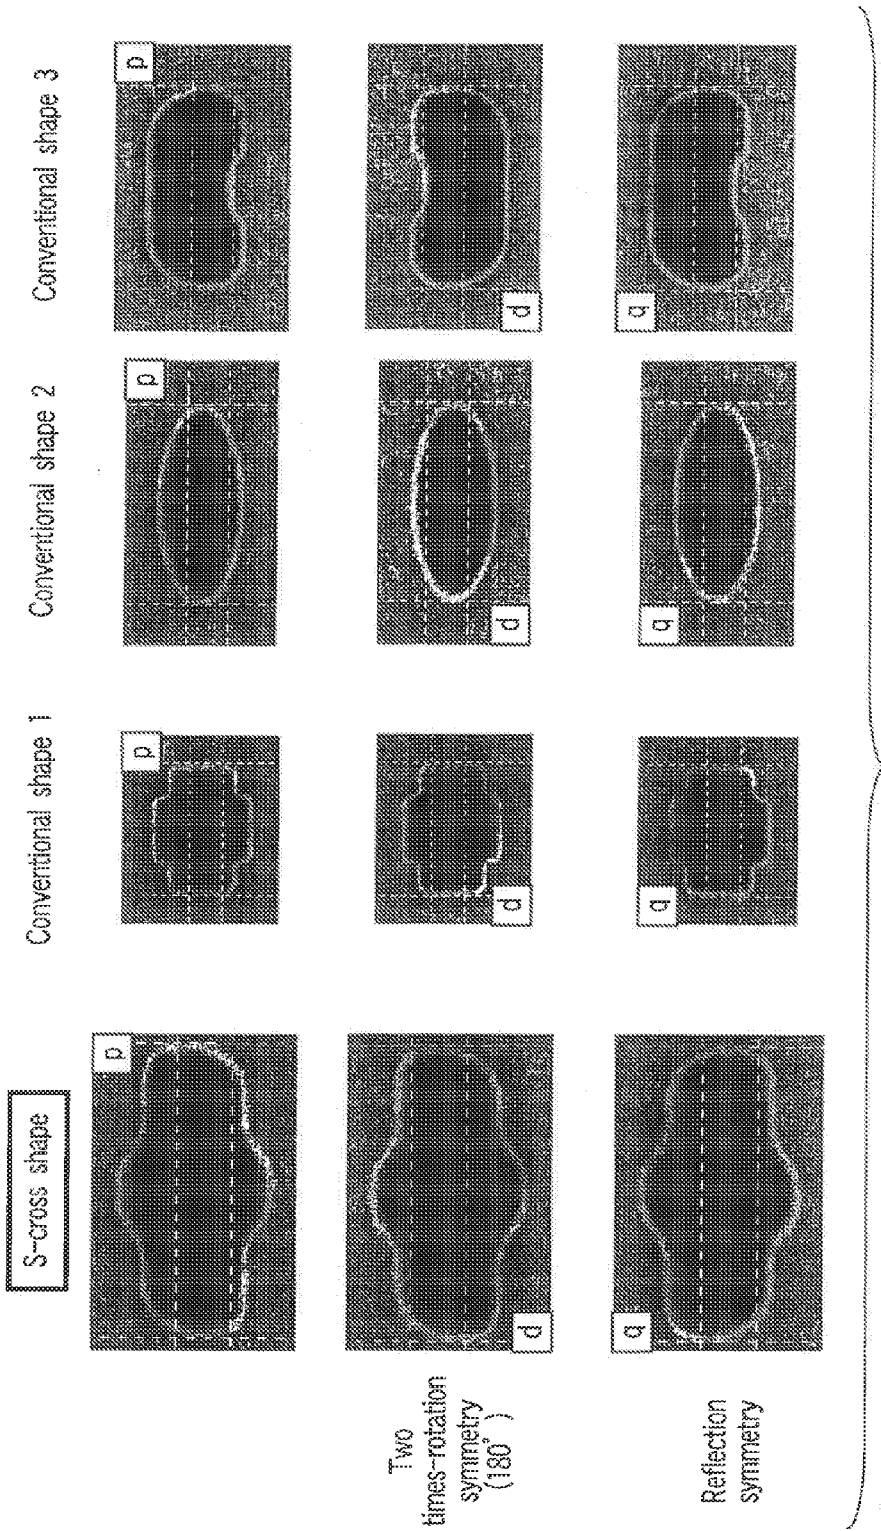 S-cross shape
Conventional shape 1
Conventional shape 2
Conventional shape 3
p
p
p
p
Two
times-rotation
symmetry
(180°)
d
d
d
d
Reflection
symmetry
q
q
q
q